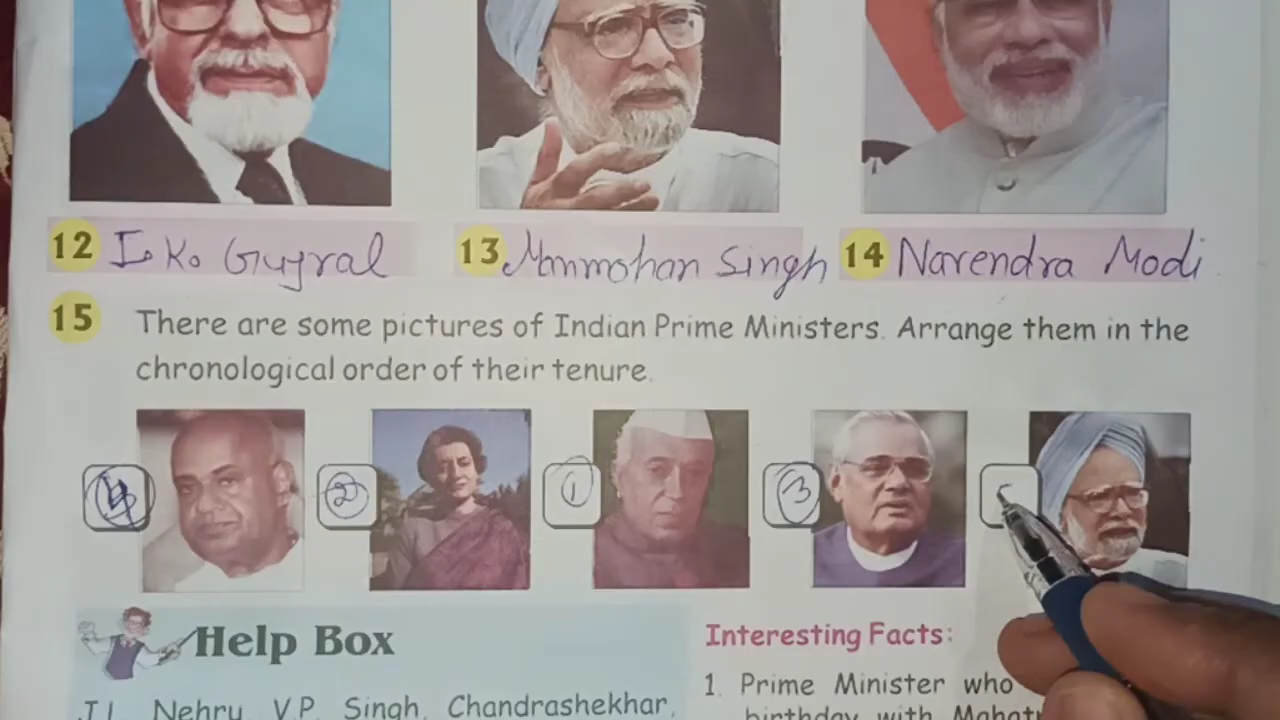 12 I. K. Gujral 13 Manmohan Singh 14 Narendra Modi
15 There are some pictures of Indian Prime Ministers. Arrange them in the
chronological order of their tenure.
4 2 1 3 5
Help Box
J.L. Nehru, V.P. Singh, Chandrashekhar,
Interesting Facts:
1. Prime Minister who
birthday with